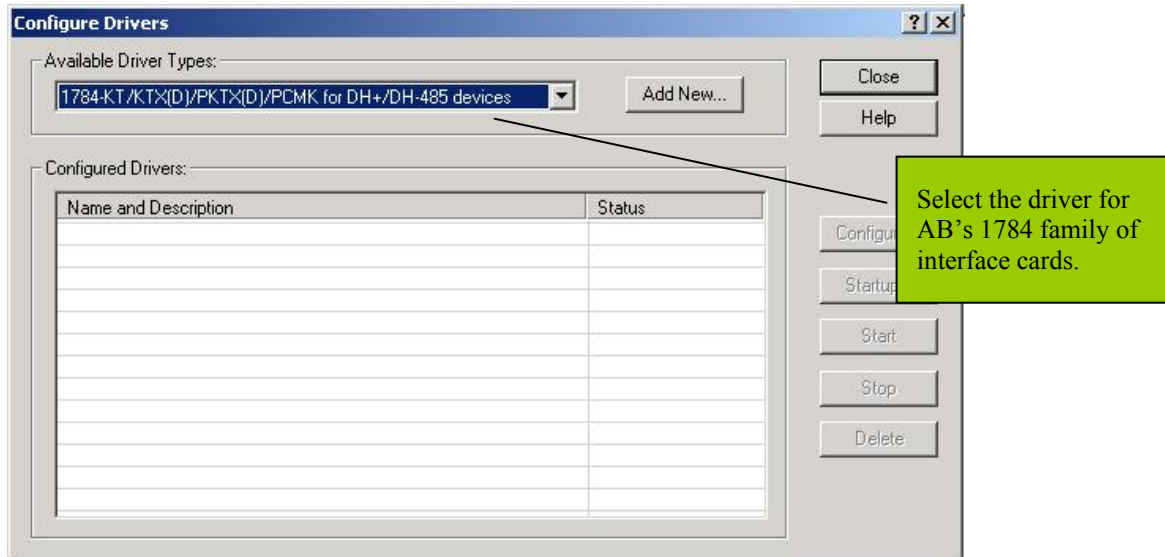 Configure Drivers
Available Driver Types:
1784-KT/KTX(D)/PKTX(D)/PCMK for DH+/DH-485 devices
Add New...
Close
Help
Configured Drivers:
Name and Description
Status
Select the driver for
AB's 1784 family of
interface cards.
Start
Stop
Delete